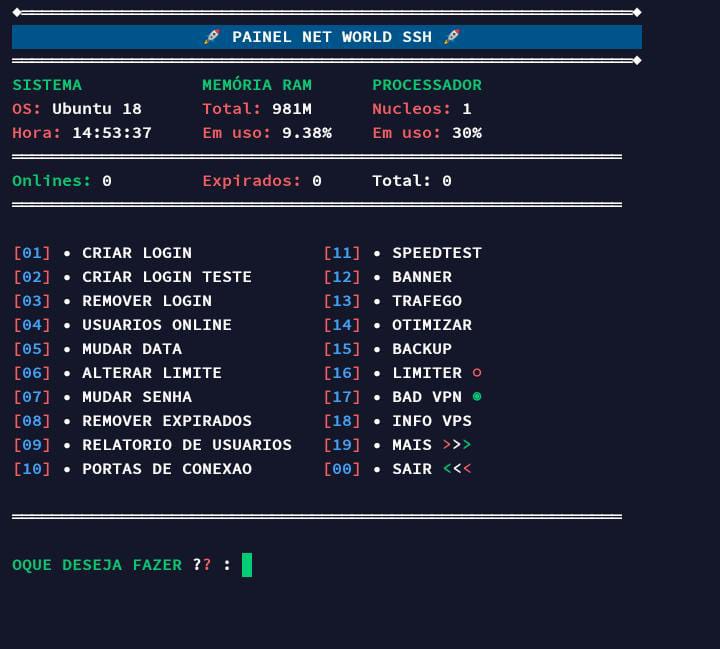 🚀 PAINEL NET WORLD SSH 🚀
SISTEMA MEMÓRIA RAM PROCESSADOR
OS: Ubuntu 18 Total: 981M Nucleos: 1
Hora: 14:53:37 Em uso: 9.38% Em uso: 30%
Onlines: 0 Expirados: 0 Total: 0
[01] • CRIAR LOGIN [11] • SPEEDTEST
[02] • CRIAR LOGIN TESTE [12] • BANNER
[03] • REMOVER LOGIN [13] • TRAFEGO
[04] • USUARIOS ONLINE [14] • OTIMIZAR
[05] • MUDAR DATA [15] • BACKUP
[06] • ALTERAR LIMITE [16] • LIMITER ○
[07] • MUDAR SENHA [17] • BAD VPN ◉
[08] • REMOVER EXPIRADOS [18] • INFO VPS
[09] • RELATORIO DE USUARIOS [19] • MAIS >>>
[10] • PORTAS DE CONEXAO [00] • SAIR <<<
OQUE DESEJA FAZER ?? :